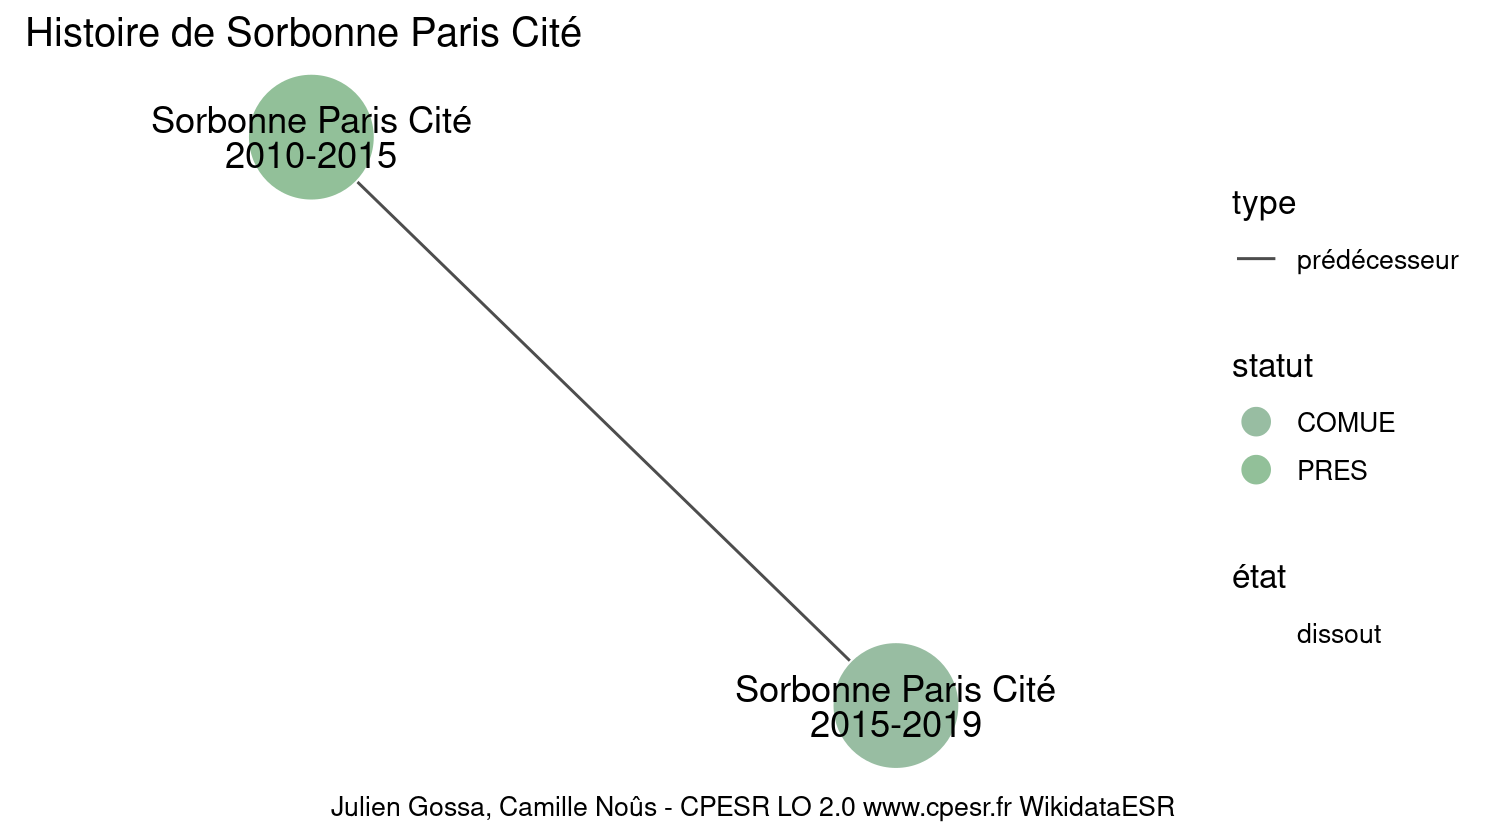 Histoire de Sorbonne Paris Cité
Sorbonne Paris Cité
2010-2015
type
prédécesseur
statut
COMUE
PRES
état
dissout
Sorbonne Paris Cité
2015-2019
Julien Gossa, Camille Noûs - CPESR LO 2.0 www.cpesr.fr WikidataESR